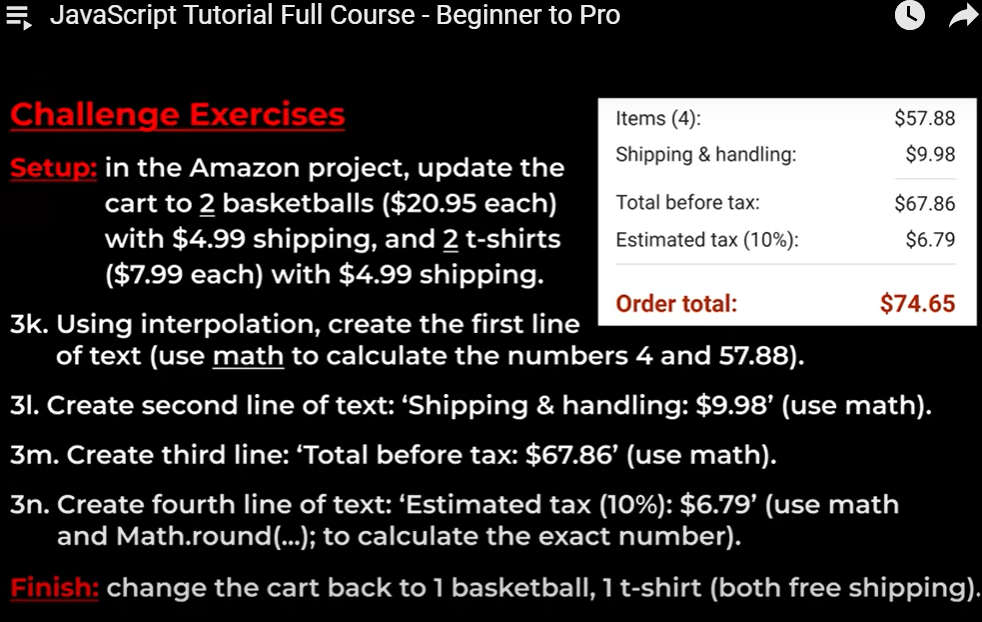 JavaScript Tutorial Full Course - Beginner to Pro
Challenge Exercises
Setup: in the Amazon project, update the
cart to 2 basketballs ($20.95 each)
with $4.99 shipping, and 2 t-shirts
($7.99 each) with $4.99 shipping.
Items (4): $57.88
Shipping & handling: $9.98
Total before tax: $67.86
Estimated tax (10%): $6.79
Order total: $74.65
3k. Using interpolation, create the first line
of text (use math to calculate the numbers 4 and 57.88).
3l. Create second line of text: ‘Shipping & handling: $9.98’ (use math).
3m. Create third line: ‘Total before tax: $67.86’ (use math).
3n. Create fourth line of text: ‘Estimated tax (10%): $6.79’ (use math
and Math.round(...); to calculate the exact number).
Finish: change the cart back to 1 basketball, 1 t-shirt (both free shipping).